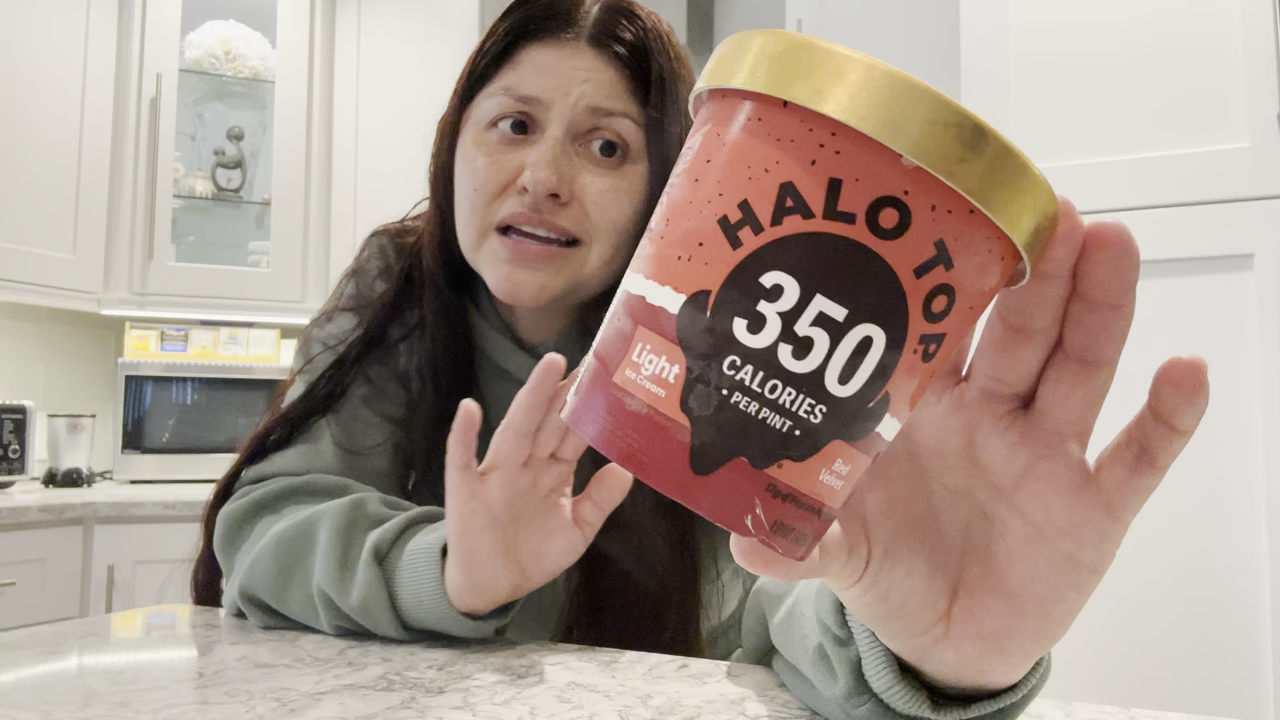 HALO TOP
350
CALORIES
• PER PINT •
Light
Ice Cream
Red
Velvet